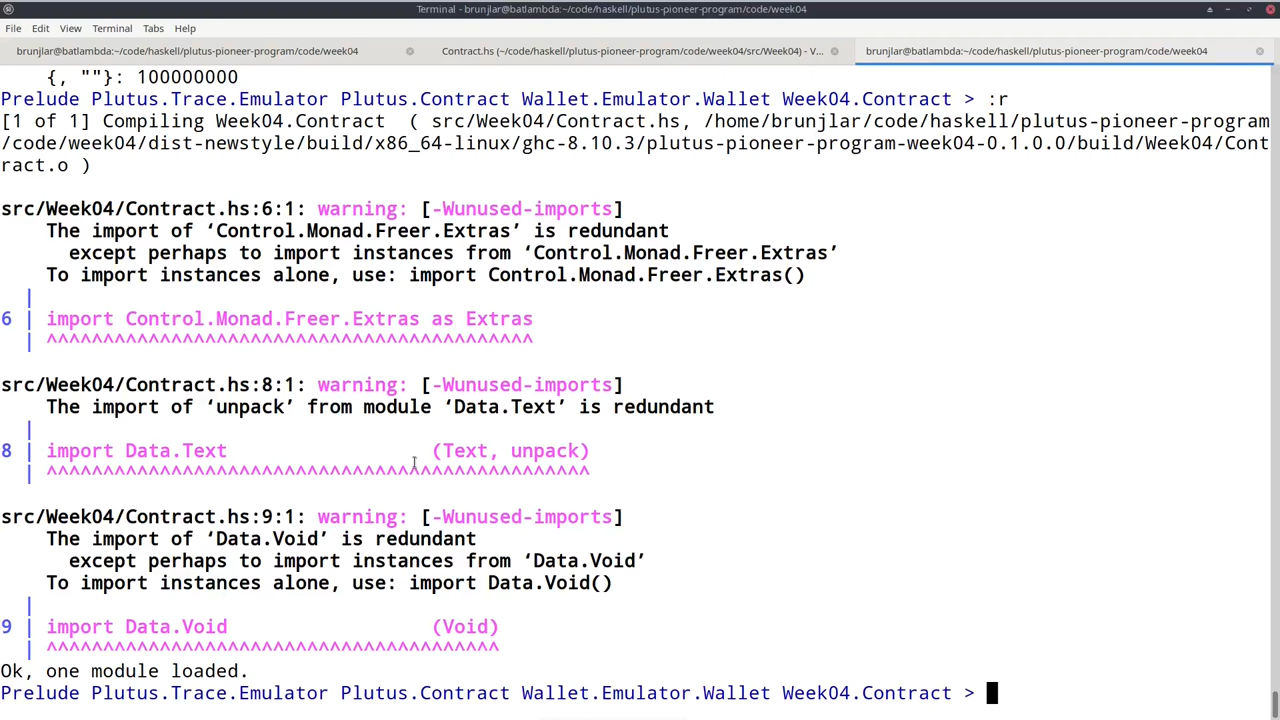 Terminal - brunjlar@batlambda:~/code/haskell/plutus-pioneer-program/code/week04
File Edit View Terminal Tabs Help
brunjlar@batlambda:~/code/haskell/plutus-pioneer-program/code/week04 Contract.hs (~/code/haskell/plutus-pioneer-program/code/week04/src/Week04) - V... brunjlar@batlambda:~/code/haskell/plutus-pioneer-program/code/week04
{, ""}: 100000000
Prelude Plutus.Trace.Emulator Plutus.Contract Wallet.Emulator.Wallet Week04.Contract > :r
[1 of 1] Compiling Week04.Contract ( src/Week04/Contract.hs, /home/brunjlar/code/haskell/plutus-pioneer-program
/code/week04/dist-newstyle/build/x86_64-linux/ghc-8.10.3/plutus-pioneer-program-week04-0.1.0.0/build/Week04/Cont
ract.o )
src/Week04/Contract.hs:6:1: warning: [-Wunused-imports]
The import of ‘Control.Monad.Freer.Extras’ is redundant
except perhaps to import instances from ‘Control.Monad.Freer.Extras’
To import instances alone, use: import Control.Monad.Freer.Extras()
|
6 | import Control.Monad.Freer.Extras as Extras
| ^^^^^^^^^^^^^^^^^^^^^^^^^^^^^^^^^^^^^^^^^^^
src/Week04/Contract.hs:8:1: warning: [-Wunused-imports]
The import of ‘unpack’ from module ‘Data.Text’ is redundant
|
8 | import Data.Text (Text, unpack)
| ^^^^^^^^^^^^^^^^^^^^^^^^^^^^^^^^^^^^^^^^^^^^^^^^
src/Week04/Contract.hs:9:1: warning: [-Wunused-imports]
The import of ‘Data.Void’ is redundant
except perhaps to import instances from ‘Data.Void’
To import instances alone, use: import Data.Void()
|
9 | import Data.Void (Void)
| ^^^^^^^^^^^^^^^^^^^^^^^^^^^^^^^^^^^^^^^^
Ok, one module loaded.
Prelude Plutus.Trace.Emulator Plutus.Contract Wallet.Emulator.Wallet Week04.Contract >